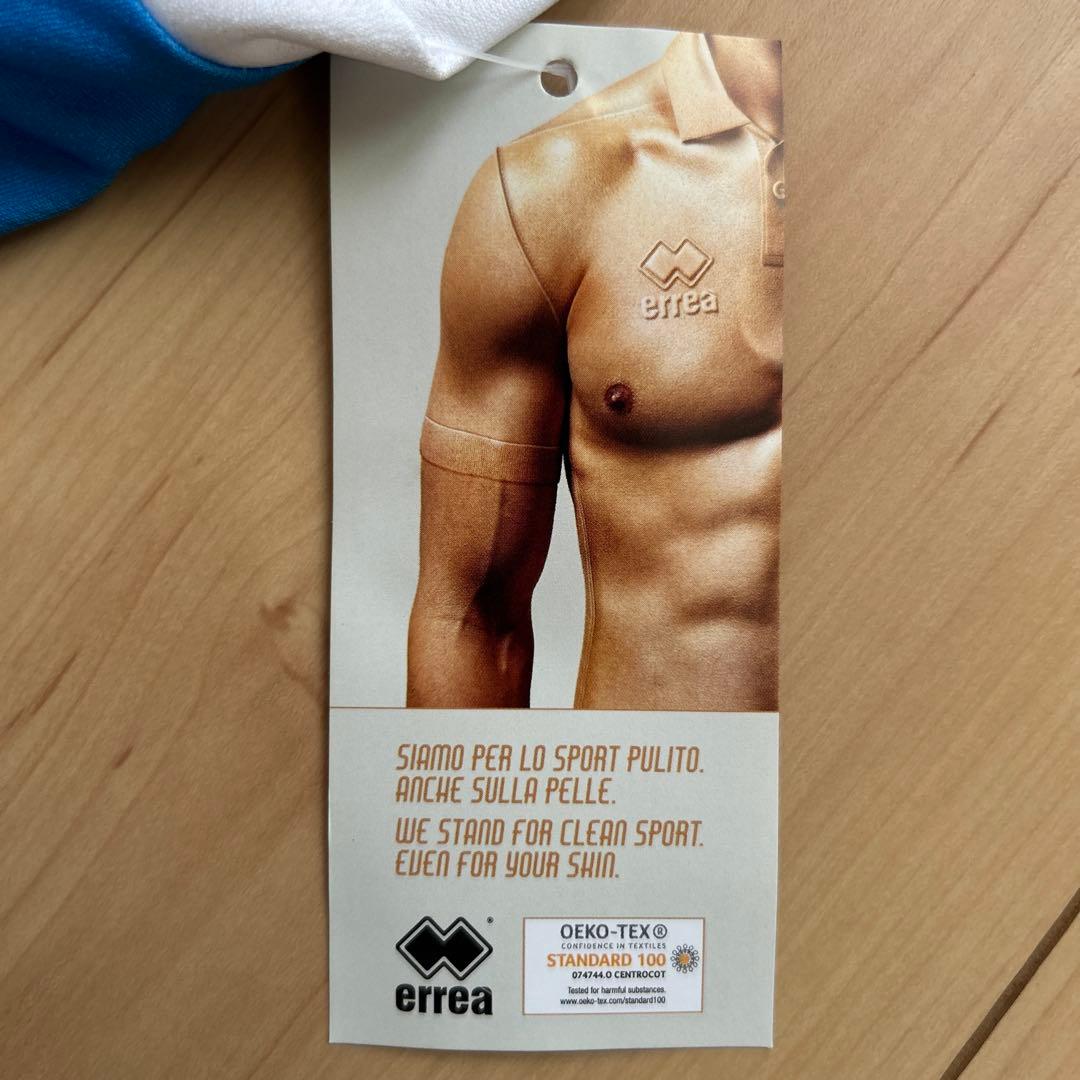 errea
SIAMO PER LO SPORT PULITO.
ANCHE SULLA PELLE.
WE STAND FOR CLEAN SPORT.
EVEN FOR YOUR SKIN.
®
errea
OEKO-TEX®
CONFIDENCE IN TEXTILES
STANDARD 100
074744.O CENTROCOT
Tested for harmful substances.
www.oeko-tex.com/standard100